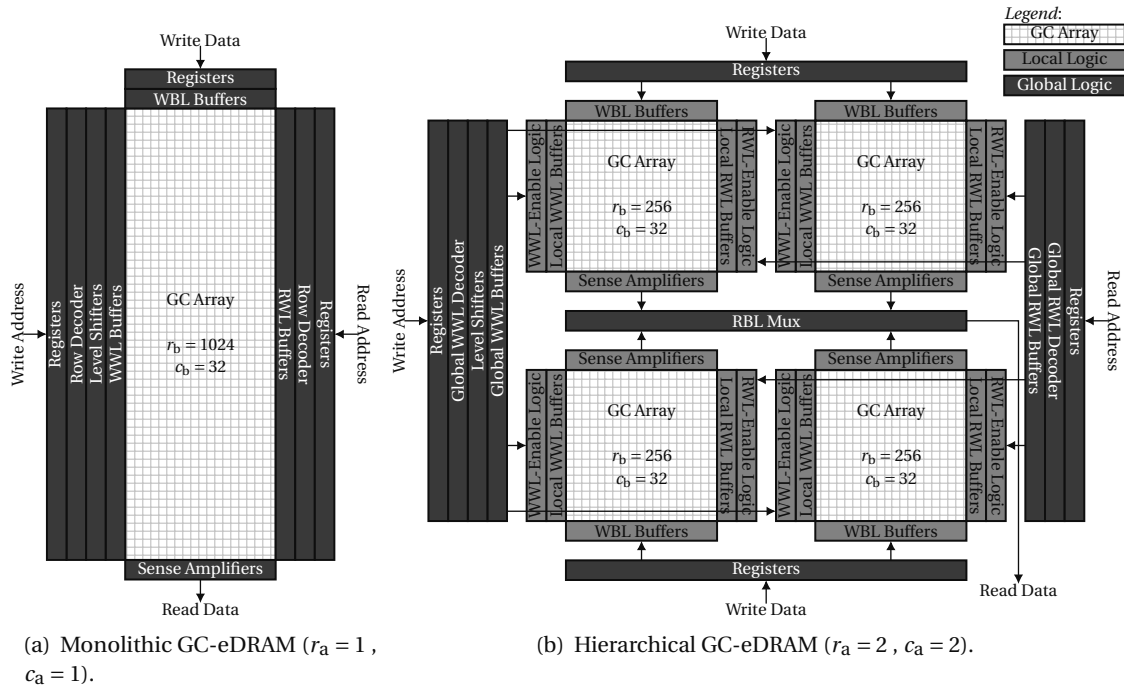 Legend:
GC Array
Local Logic
Global Logic
Write Data
Registers
WBL Buffers
Write Address
Registers
Row Decoder
Level Shifters
WWL Buffers
GC Array
r_b = 1024
c_b = 32
RWL Buffers
Row Decoder
Registers
Read Address
Sense Amplifiers
Read Data
(a) Monolithic GC-eDRAM (r_a = 1 ,
c_a = 1).
Write Data
Registers
WBL Buffers
WBL Buffers
Write Address
Registers
Global WWL Decoder
Level Shifters
Global WWL Buffers
WWL-Enable Logic
Local WWL Buffers
GC Array
r_b = 256
c_b = 32
Local RWL Buffers
RWL-Enable Logic
WWL-Enable Logic
Local WWL Buffers
GC Array
r_b = 256
c_b = 32
Local RWL Buffers
RWL-Enable Logic
Global RWL Buffers
Global RWL Decoder
Registers
Read Address
Sense Amplifiers
Sense Amplifiers
RBL Mux
Sense Amplifiers
Sense Amplifiers
WWL-Enable Logic
Local WWL Buffers
GC Array
r_b = 256
c_b = 32
Local RWL Buffers
RWL-Enable Logic
WWL-Enable Logic
Local WWL Buffers
GC Array
r_b = 256
c_b = 32
Local RWL Buffers
RWL-Enable Logic
WBL Buffers
WBL Buffers
Registers
Write Data
Read Data
(b) Hierarchical GC-eDRAM (r_a = 2 , c_a = 2).